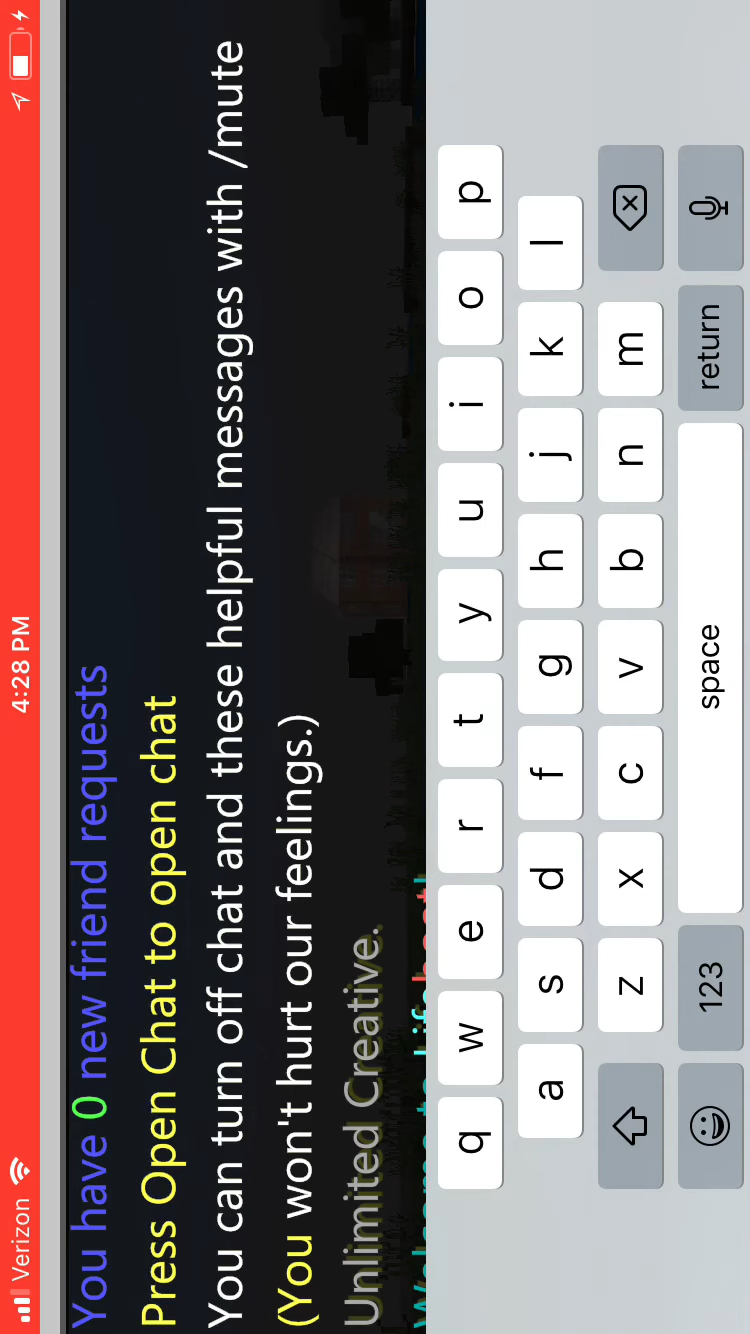 Verizon 4:28 PM
You have 0 new friend requests
Press Open Chat to open chat
You can turn off chat and these helpful messages with /mute
(You won't hurt our feelings.)
Unlimited Creative.
q w e r t y u i o p
a s d f g h j k l
z x c v b n m
123 space return